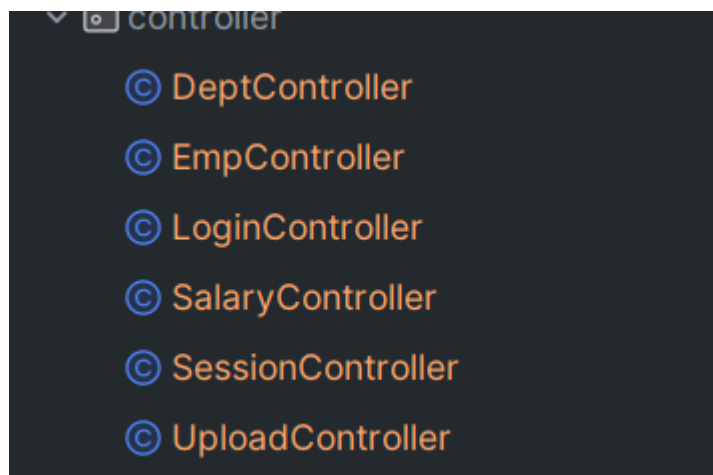 controller
DeptController
EmpController
LoginController
SalaryController
SessionController
UploadController